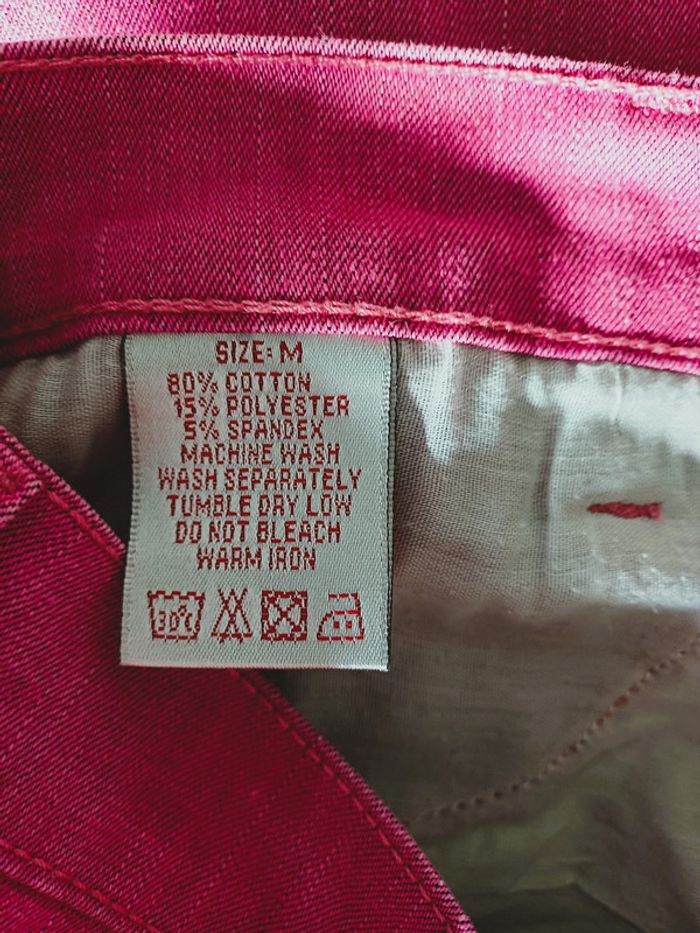 SIZE: M
80% COTTON
15% POLYESTER
5% SPANDEX
MACHINE WASH
WASH SEPARATELY
TUMBLE DRY LOW
DO NOT BLEACH
WARM IRON
30°C